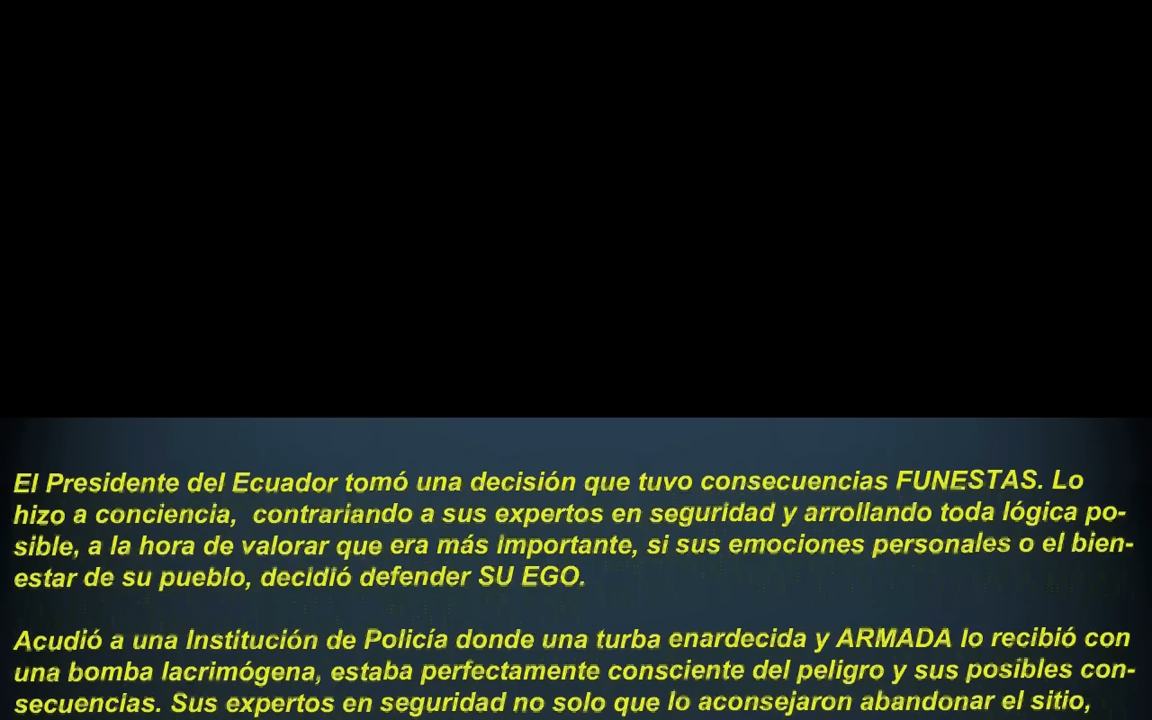 El Presidente del Ecuador tomó una decisión que tuvo consecuencias FUNESTAS. Lo
hizo a conciencia, contrariando a sus expertos en seguridad y arrollando toda lógica po-
sible, a la hora de valorar que era más importante, si sus emociones personales o el bien-
estar de su pueblo, decidió defender SU EGO.
Acudió a una Institución de Policía donde una turba enardecida y ARMADA lo recibió con
una bomba lacrimógena, estaba perfectamente consciente del peligro y sus posibles con-
secuencias. Sus expertos en seguridad no solo que lo aconsejaron abandonar el sitio,